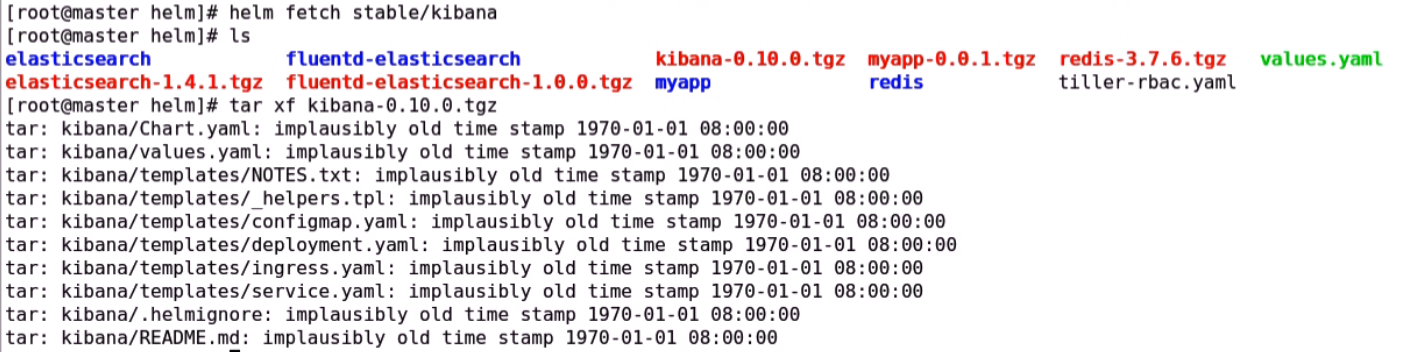 [root@master helm]# helm fetch stable/kibana
[root@master helm]# ls
elasticsearch fluentd-elasticsearch kibana-0.10.0.tgz myapp-0.0.1.tgz redis-3.7.6.tgz values.yaml
elasticsearch-1.4.1.tgz fluentd-elasticsearch-1.0.0.tgz myapp redis tiller-rbac.yaml
[root@master helm]# tar xf kibana-0.10.0.tgz
tar: kibana/Chart.yaml: implausibly old time stamp 1970-01-01 08:00:00
tar: kibana/values.yaml: implausibly old time stamp 1970-01-01 08:00:00
tar: kibana/templates/NOTES.txt: implausibly old time stamp 1970-01-01 08:00:00
tar: kibana/templates/_helpers.tpl: implausibly old time stamp 1970-01-01 08:00:00
tar: kibana/templates/configmap.yaml: implausibly old time stamp 1970-01-01 08:00:00
tar: kibana/templates/deployment.yaml: implausibly old time stamp 1970-01-01 08:00:00
tar: kibana/templates/ingress.yaml: implausibly old time stamp 1970-01-01 08:00:00
tar: kibana/templates/service.yaml: implausibly old time stamp 1970-01-01 08:00:00
tar: kibana/.helmignore: implausibly old time stamp 1970-01-01 08:00:00
tar: kibana/README.md: implausibly old time stamp 1970-01-01 08:00:00